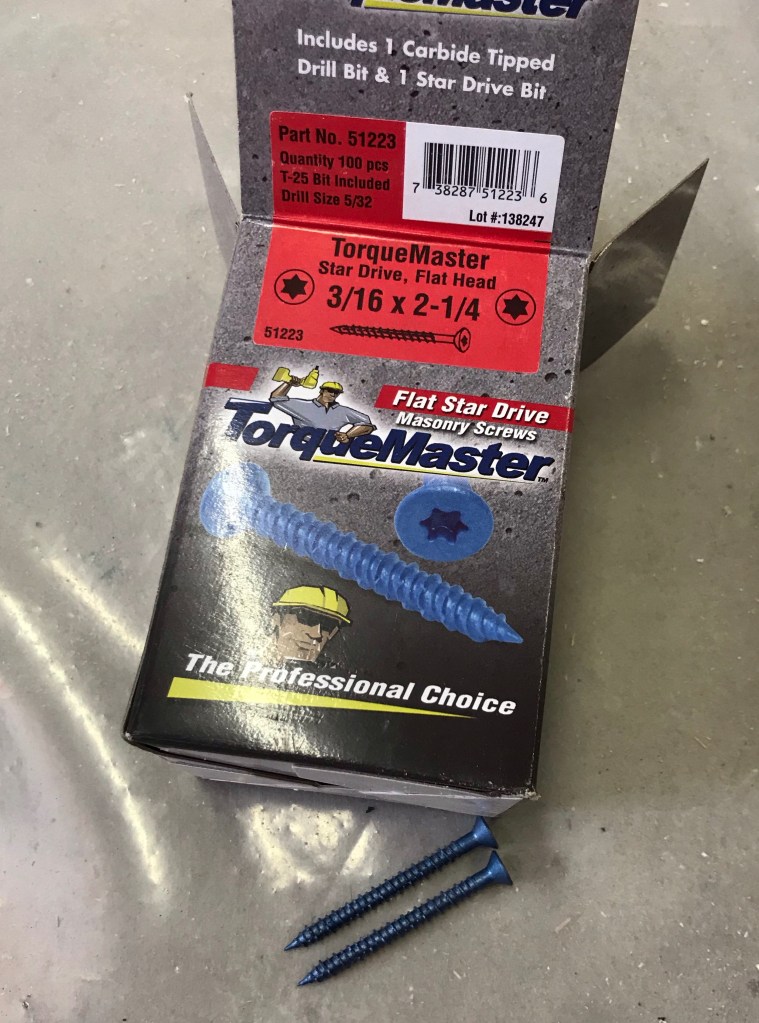 TorqueMaster
Includes 1 Carbide Tipped
Drill Bit & 1 Star Drive Bit
Part No. 51223
Quantity 100 pcs
T-25 Bit Included
Drill Size 5/32
7 38287 51223 6
Lot #:138247
TorqueMaster
Star Drive, Flat Head
3/16 x 2-1/4
51223
Flat Star Drive
Masonry Screws
TorqueMaster™
The Professional Choice